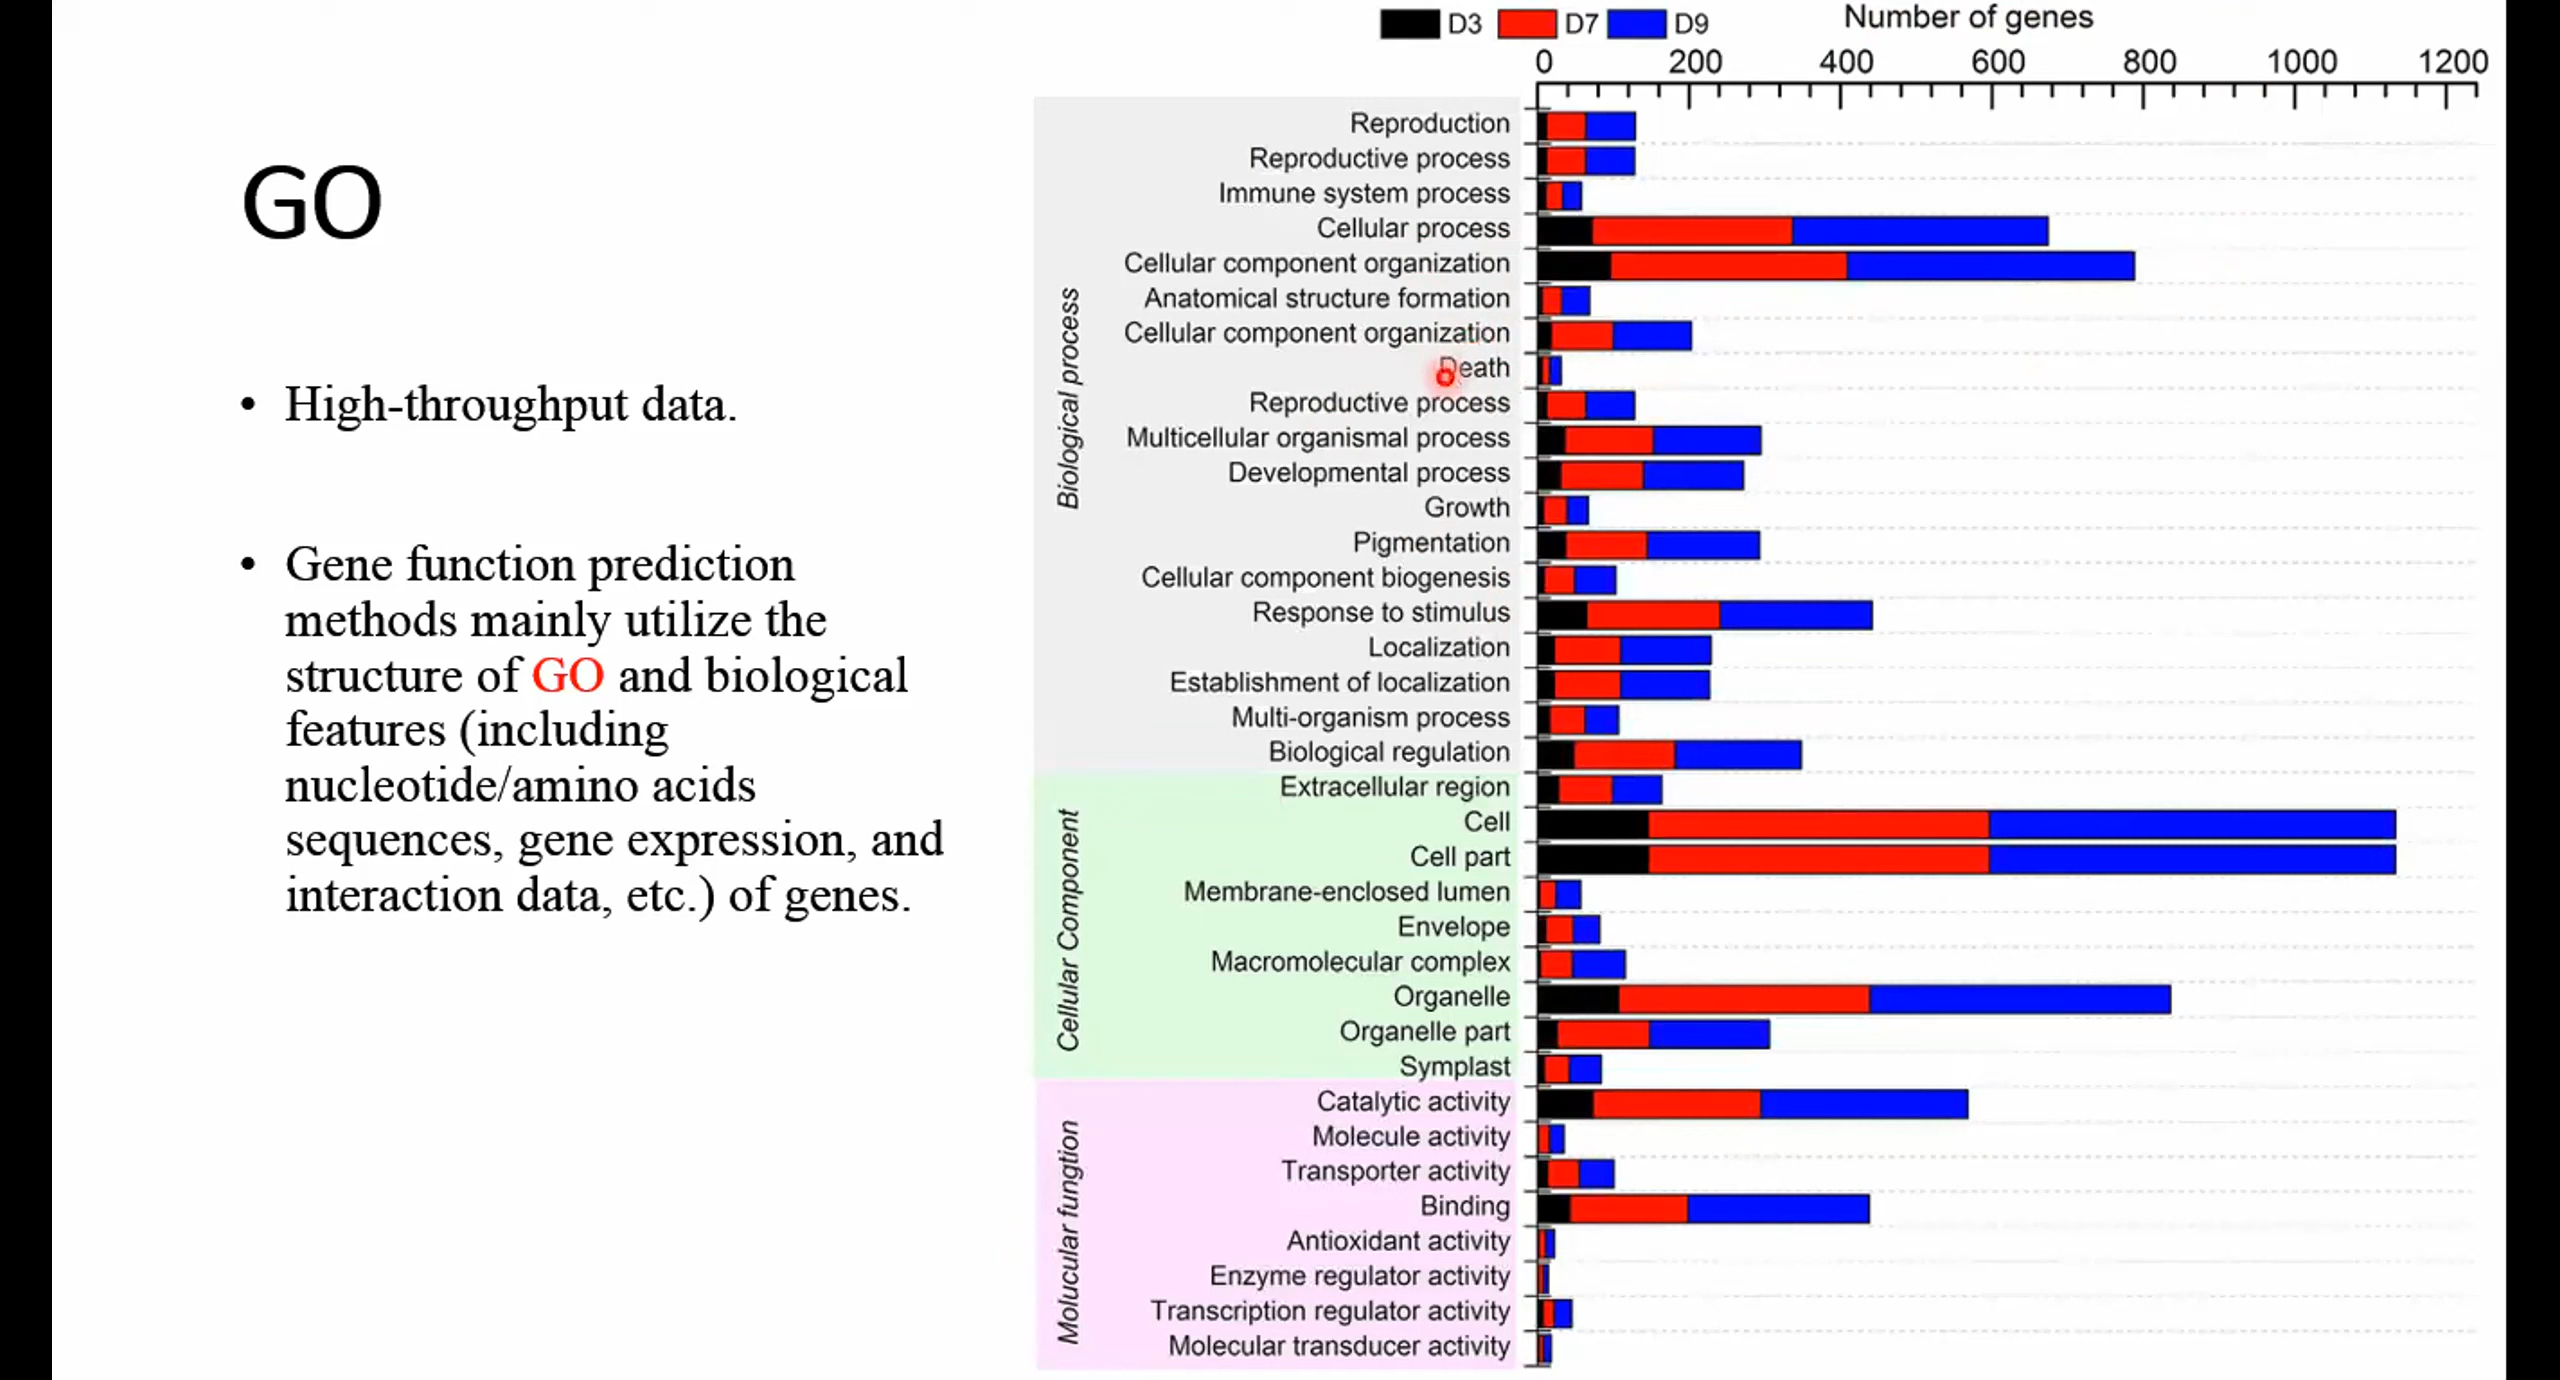 GO
• High-throughput data.
• Gene function prediction
methods mainly utilize the
structure of GO and biological
features (including
nucleotide/amino acids
sequences, gene expression, and
interaction data, etc.) of genes.
D3 D7 D9 Number of genes
0 200 400 600 800 1000 1200
Biological process
Reproduction
Reproductive process
Immune system process
Cellular process
Cellular component organization
Anatomical structure formation
Cellular component organization
Death
Reproductive process
Multicellular organismal process
Developmental process
Growth
Pigmentation
Cellular component biogenesis
Response to stimulus
Localization
Establishment of localization
Multi-organism process
Biological regulation
Cellular Component
Extracellular region
Cell
Cell part
Membrane-enclosed lumen
Envelope
Macromolecular complex
Organelle
Organelle part
Symplast
Molucular fungtion
Catalytic activity
Molecule activity
Transporter activity
Binding
Antioxidant activity
Enzyme regulator activity
Transcription regulator activity
Molecular transducer activity